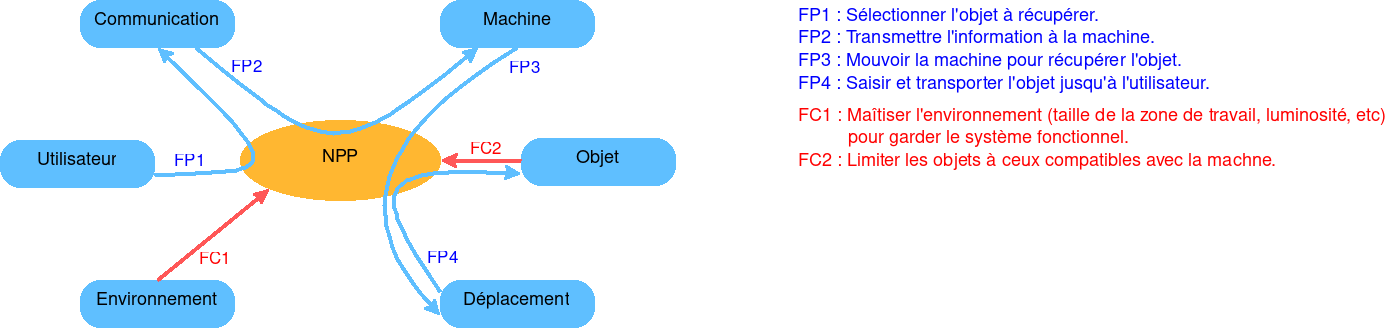 Communication
Machine
FP2
FP3
Utilisateur
FP1
NPP
FC2
Objet
FC1
FP4
Environnement
Déplacement
FP1 : Sélectionner l'objet à récupérer.
FP2 : Transmettre l'information à la machine.
FP3 : Mouvoir la machine pour récupérer l'objet.
FP4 : Saisir et transporter l'objet jusqu'à l'utilisateur.
FC1 : Maîtiser l'environnement (taille de la zone de travail, luminosité, etc)
pour garder le système fonctionnel.
FC2 : Limiter les objets à ceux compatibles avec la machne.